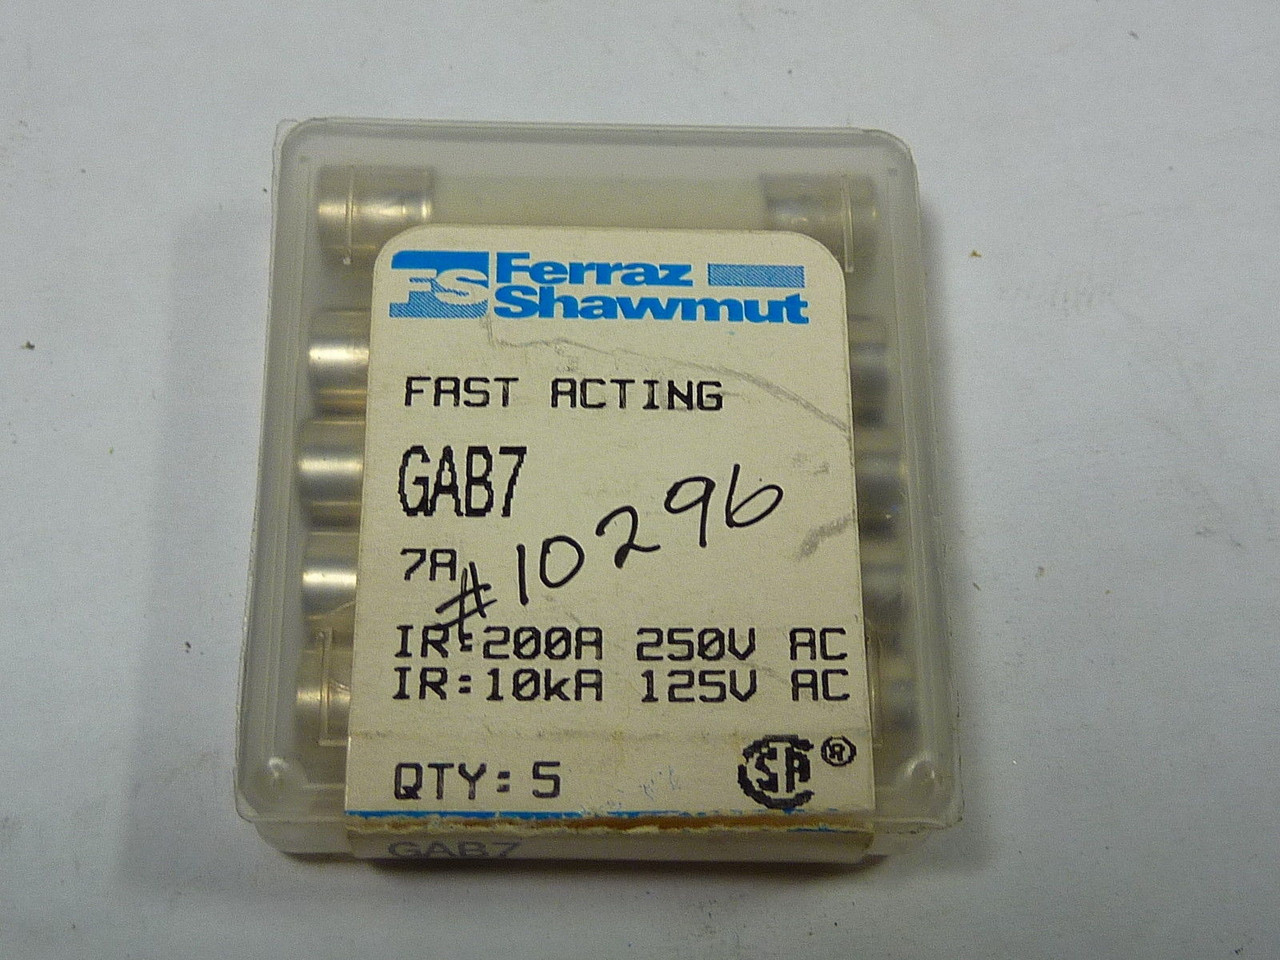 FS Ferraz
Shawmut
FAST ACTING
GAB7
7A
#10296
IR=200A 250V AC
IR=10kA 125V AC
QTY: 5
SA ®
GAB7